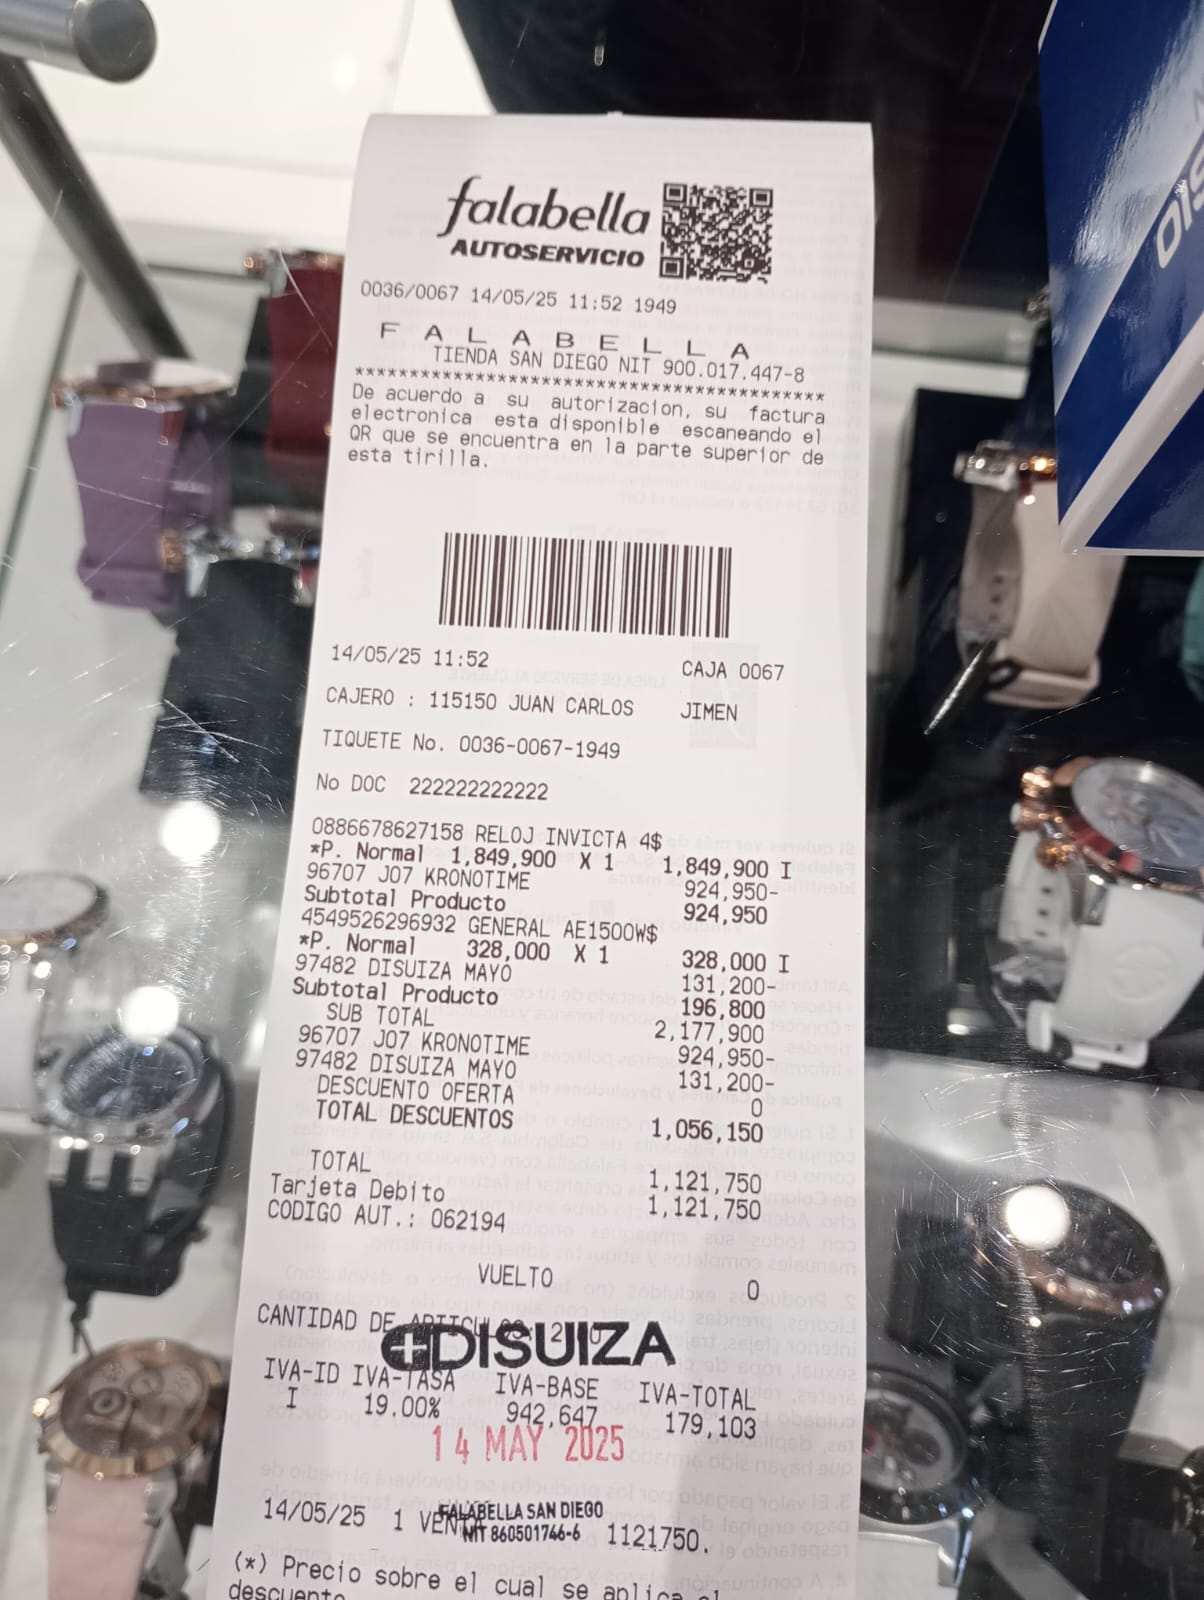 falabella
AUTOSERVICIO
0036/0067 14/05/25 11:52 1949
F A L A B E L L A
TIENDA SAN DIEGO NIT 900.017.447-8
******************************************
De acuerdo a su autorizacion, su factura
electronica esta disponible escaneando el
QR que se encuentra en la parte superior de
esta tirilla.
14/05/25 11:52 CAJA 0067
CAJERO : 115150 JUAN CARLOS JIMEN
TIQUETE No. 0036-0067-1949
No DOC 222222222222
0886678627158 RELOJ INVICTA 4$
*P. Normal 1,849,900 X 1 1,849,900 I
96707 J07 KRONOTIME 924,950-
Subtotal Producto 924,950
4549526296932 GENERAL AE1500W$
*P. Normal 328,000 X 1 328,000 I
97482 DISUIZA MAYO 131,200-
Subtotal Producto 196,800
SUB TOTAL 2,177,900
96707 J07 KRONOTIME 924,950-
97482 DISUIZA MAYO 131,200-
DESCUENTO OFERTA 0
TOTAL DESCUENTOS 1,056,150
TOTAL 1,121,750
Tarjeta Debito 1,121,750
CODIGO AUT.: 062194
VUELTO 0
CANTIDAD DE
DISUIZA
IVA-ID IVA-TASA IVA-BASE IVA-TOTAL
I 19.00% 942,647 179,103
14 MAY 2025
FALABELLA SAN DIEGO
NIT 860501746-6
14/05/25 1 1121750.
(*) Precio sobre el cual se aplica el
descuento